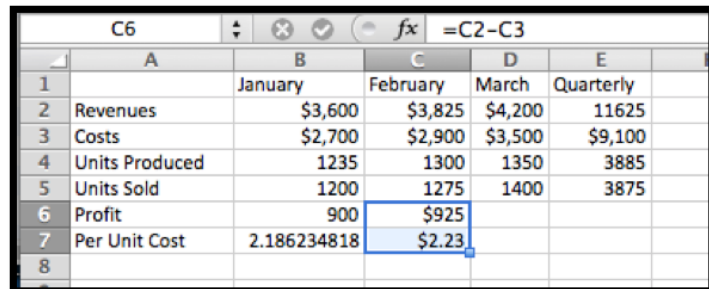 C6 fx =C2-C3
A B C D E
1 January February March Quarterly
2 Revenues $3,600 $3,825 $4,200 11625
3 Costs $2,700 $2,900 $3,500 $9,100
4 Units Produced 1235 1300 1350 3885
5 Units Sold 1200 1275 1400 3875
6 Profit 900 $925
7 Per Unit Cost 2.186234818 $2.23
8